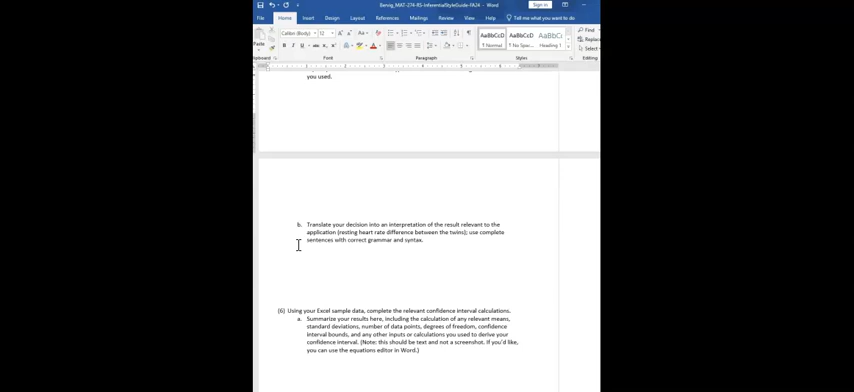 Bervig_MAT-274-RS-InferentialStyleGuide-FA24 - Word
Sign in
File Home Insert Design Layout References Mailings Review View Help Tell me what you want to do
Calibri (Body) 12
Paste
AaBbCcD AaBbCcD AaBbC
¶ Normal ¶ No Spac... Heading 1
Find
Replace
Select
Clipboard Font Paragraph Styles Editing
you used.
b. Translate your decision into an interpretation of the result relevant to the
application (resting heart rate difference between the twins); use complete
sentences with correct grammar and syntax.
(6) Using your Excel sample data, complete the relevant confidence interval calculations.
a. Summarize your results here, including the calculation of any relevant means,
standard deviations, number of data points, degrees of freedom, confidence
interval bounds, and any other inputs or calculations you used to derive your
confidence interval. (Note: this should be text and not a screenshot. If you'd like,
you can use the equations editor in Word.)